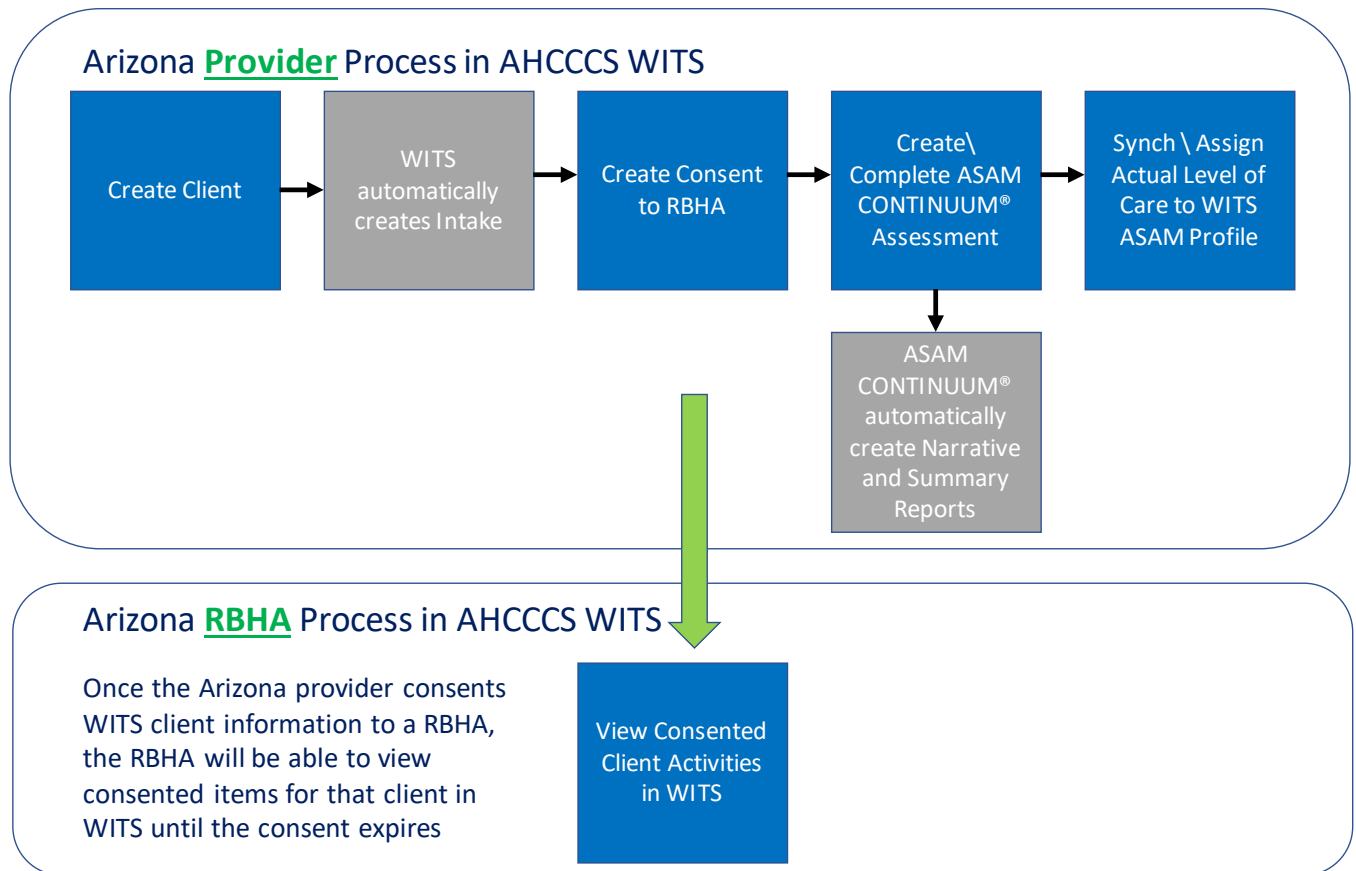 Arizona Provider Process in AHCCCS WITS
Create Client
WITS
automatically
creates Intake
Create Consent
to RBHA
Create\
Complete ASAM
CONTINUUM®
Assessment
Synch \ Assign
Actual Level of
Care to WITS
ASAM Profile
ASAM
CONTINUUM®
automatically
create Narrative
and Summary
Reports
Arizona RBHA Process in AHCCCS WITS
Once the Arizona provider consents
WITS client information to a RBHA,
the RBHA will be able to view
consented items for that client in
WITS until the consent expires
View Consented
Client Activities
in WITS